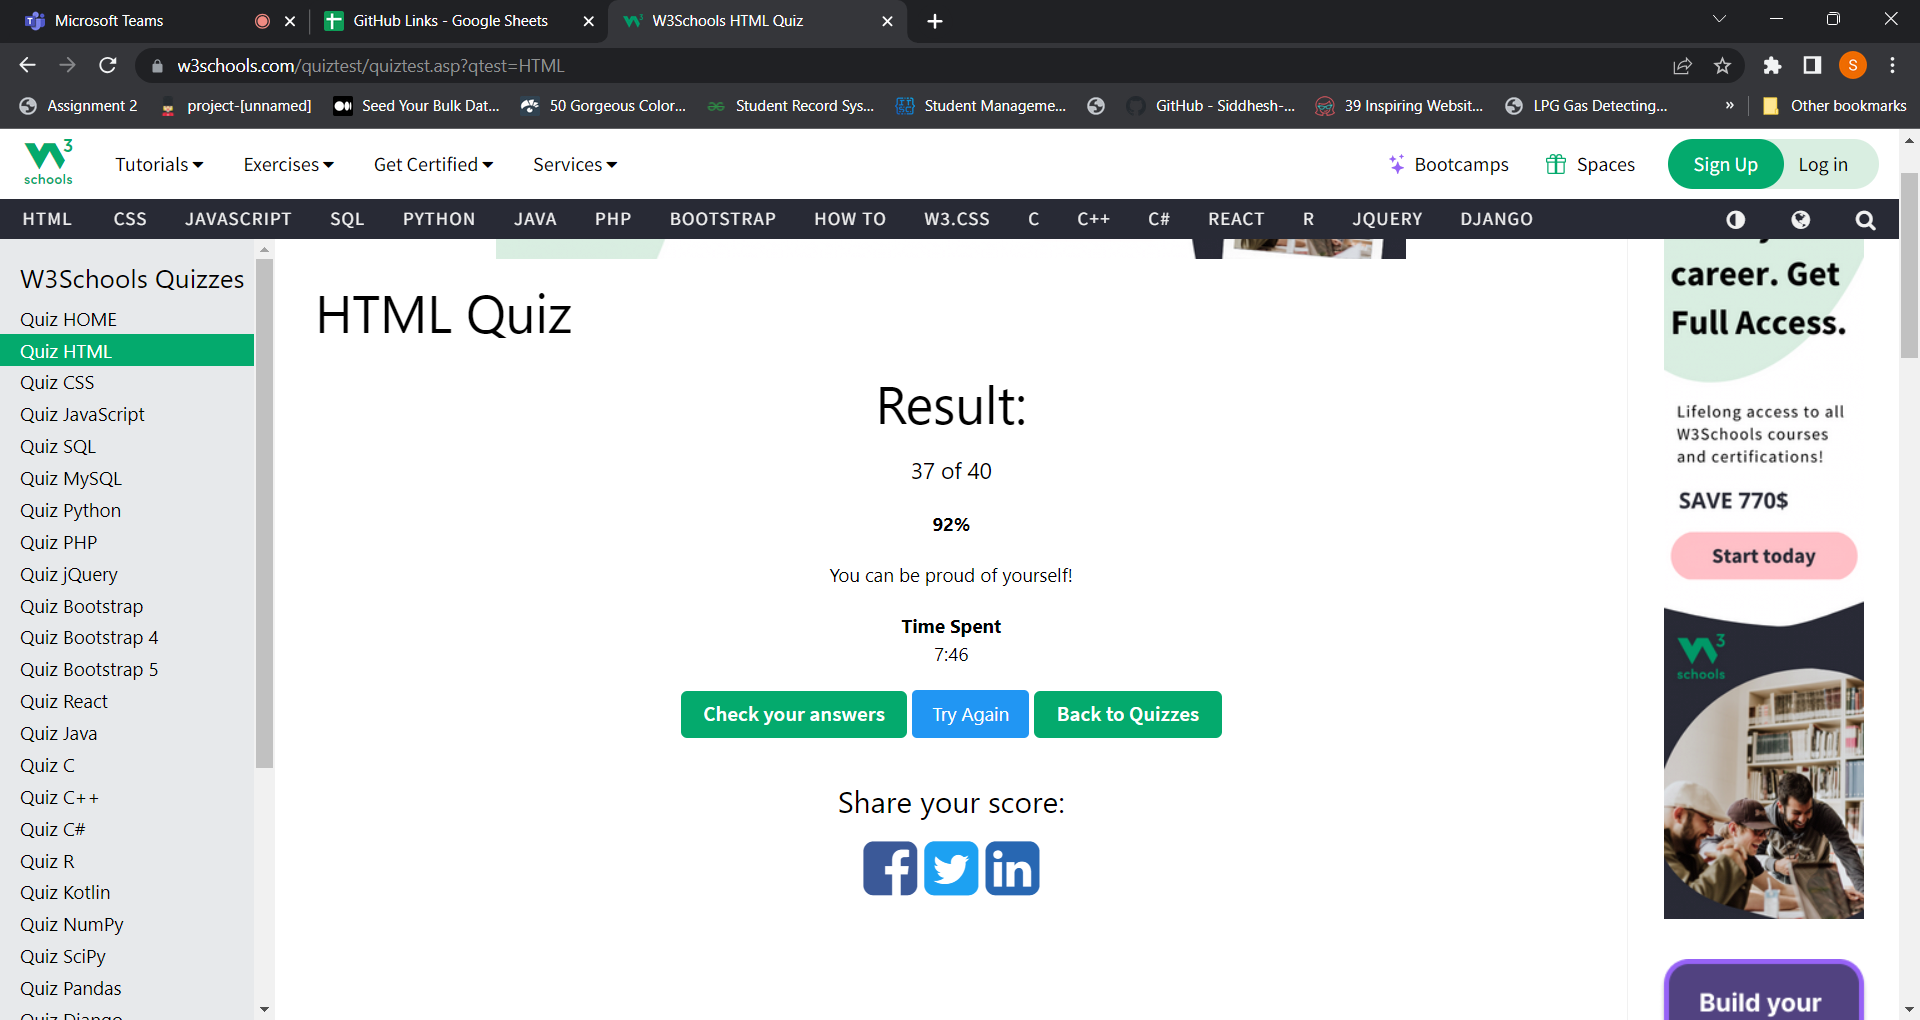 Microsoft Teams
GitHub Links - Google Sheets
W3Schools HTML Quiz
w3schools.com/quiztest/quiztest.asp?qtest=HTML
S
Assignment 2
project-[unnamed]
Seed Your Bulk Dat...
50 Gorgeous Color...
Student Record Sys...
Student Manageme...
GitHub - Siddhesh-...
39 Inspiring Websit...
LPG Gas Detecting...
»
Other bookmarks
3
schools
Tutorials
Exercises
Get Certified
Services
Bootcamps
Spaces
Sign Up
Log in
HTML
CSS
JAVASCRIPT
SQL
PYTHON
JAVA
PHP
BOOTSTRAP
HOW TO
W3.CSS
C
C++
C#
REACT
R
JQUERY
DJANGO
W3Schools Quizzes
Quiz HOME
Quiz HTML
Quiz CSS
Quiz JavaScript
Quiz SQL
Quiz MySQL
Quiz Python
Quiz PHP
Quiz jQuery
Quiz Bootstrap
Quiz Bootstrap 4
Quiz Bootstrap 5
Quiz React
Quiz Java
Quiz C
Quiz C++
Quiz C#
Quiz R
Quiz Kotlin
Quiz NumPy
Quiz SciPy
Quiz Pandas
Quiz Django
HTML Quiz
Result:
37 of 40
92%
You can be proud of yourself!
Time Spent
7:46
Check your answers
Try Again
Back to Quizzes
Share your score:
career. Get
Full Access.
Lifelong access to all
W3Schools courses
and certifications!
SAVE 770$
Start today
3
schools
Build your